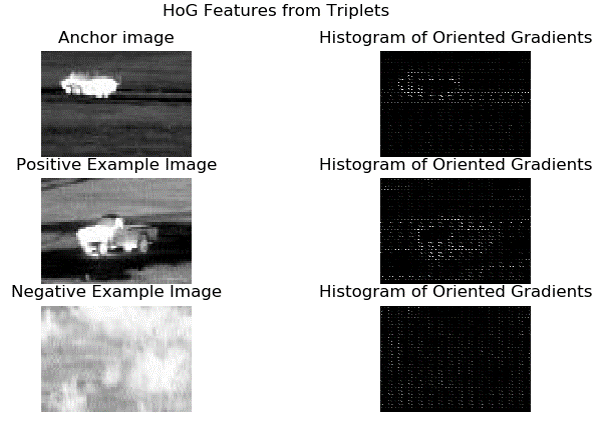 HoG Features from Triplets
Anchor image
Histogram of Oriented Gradients
Positive Example Image
Histogram of Oriented Gradients
Negative Example Image
Histogram of Oriented Gradients